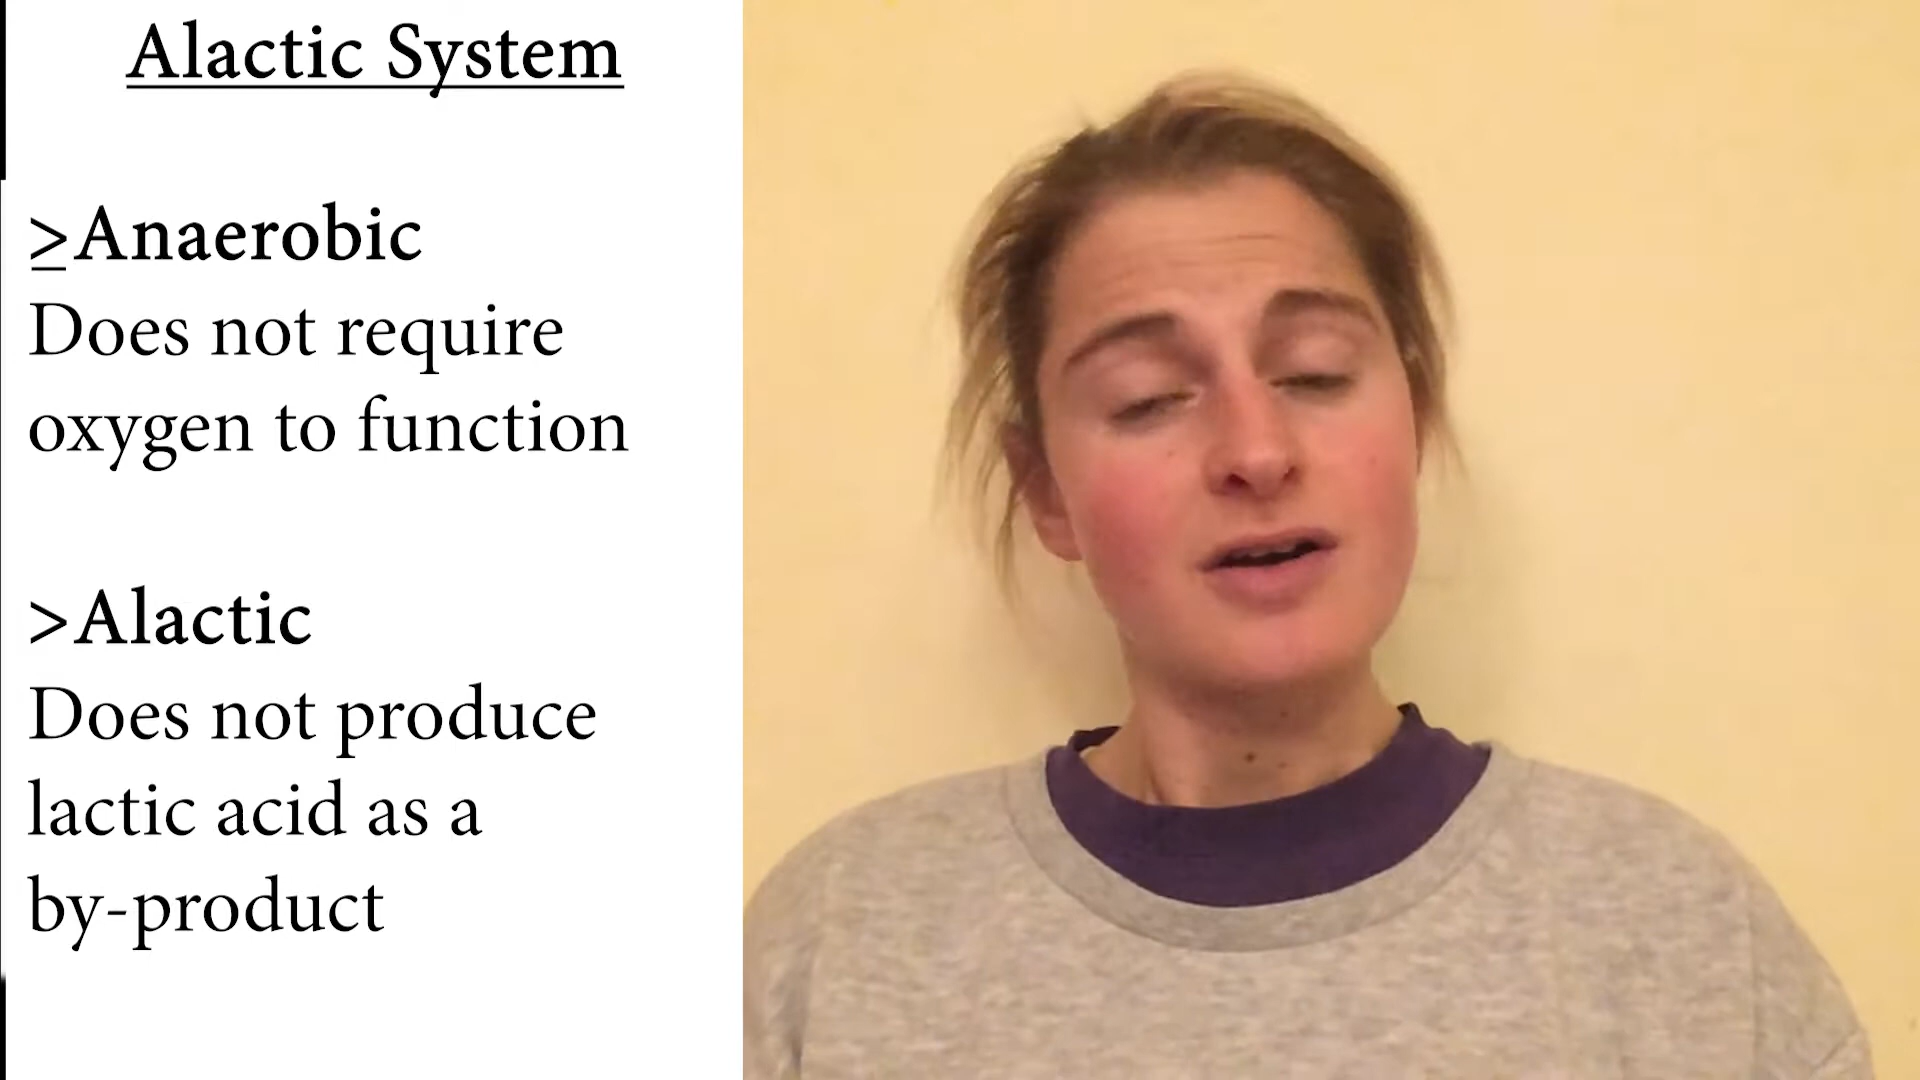 Alactic System
>Anaerobic
Does not require
oxygen to function
>Alactic
Does not produce
lactic acid as a
by-product